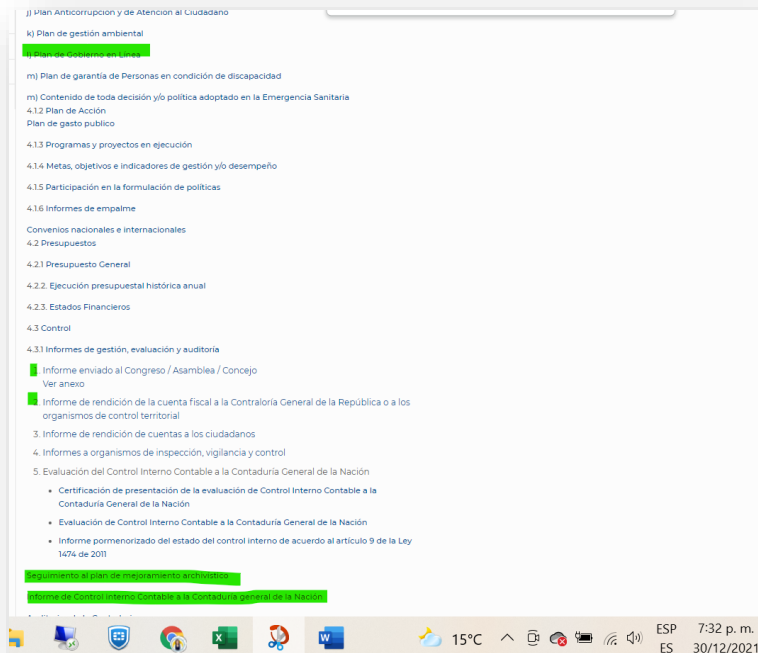 j) Plan Anticorrupción y de Atención al Ciudadano
k) Plan de gestión ambiental
l) Plan de Gobierno en Línea
m) Plan de garantía de Personas en condición de discapacidad
m) Contenido de toda decisión y/o política adoptado en la Emergencia Sanitaria
4.1.2 Plan de Acción
Plan de gasto publico
4.1.3 Programas y proyectos en ejecución
4.1.4 Metas, objetivos e indicadores de gestión y/o desempeño
4.1.5 Participación en la formulación de políticas
4.1.6 Informes de empalme
Convenios nacionales e internacionales
4.2 Presupuestos
4.2.1 Presupuesto General
4.2.2. Ejecución presupuestal histórica anual
4.2.3. Estados Financieros
4.3 Control
4.3.1 Informes de gestión, evaluación y auditoría
1. Informe enviado al Congreso / Asamblea / Concejo
Ver anexo
2. Informe de rendición de la cuenta fiscal a la Contraloría General de la República o a los
organismos de control territorial
3. Informe de rendición de cuentas a los ciudadanos
4. Informes a organismos de inspección, vigilancia y control
5. Evaluación del Control Interno Contable a la Contaduría General de la Nación
• Certificación de presentación de la evaluación de Control Interno Contable a la
Contaduría General de la Nación
• Evaluación de Control Interno Contable a la Contaduría General de la Nación
• Informe pormenorizado del estado del control interno de acuerdo al artículo 9 de la Ley
1474 de 2011
Seguimiento al plan de mejoramiento archivístico
Informe de Control Interno Contable a la Contaduría general de la Nación.
15°C
ESP
ES
7:32 p. m.
30/12/2021